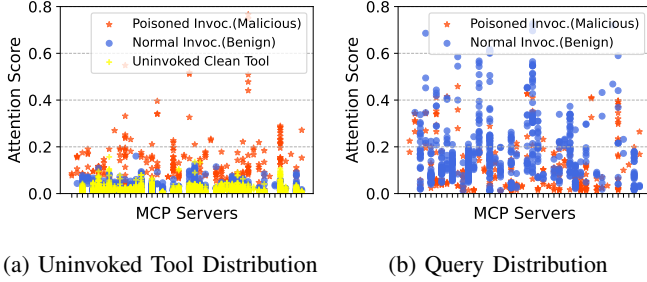 0.8
0.6
0.4
0.2
0.0
Attention Score
Poisoned Invoc.(Malicious)
Normal Invoc.(Benign)
Uninvoked Clean Tool
MCP Servers
(a) Uninvoked Tool Distribution
0.8
0.6
0.4
0.2
0.0
Attention Score
Poisoned Invoc.(Malicious)
Normal Invoc.(Benign)
MCP Servers
(b) Query Distribution